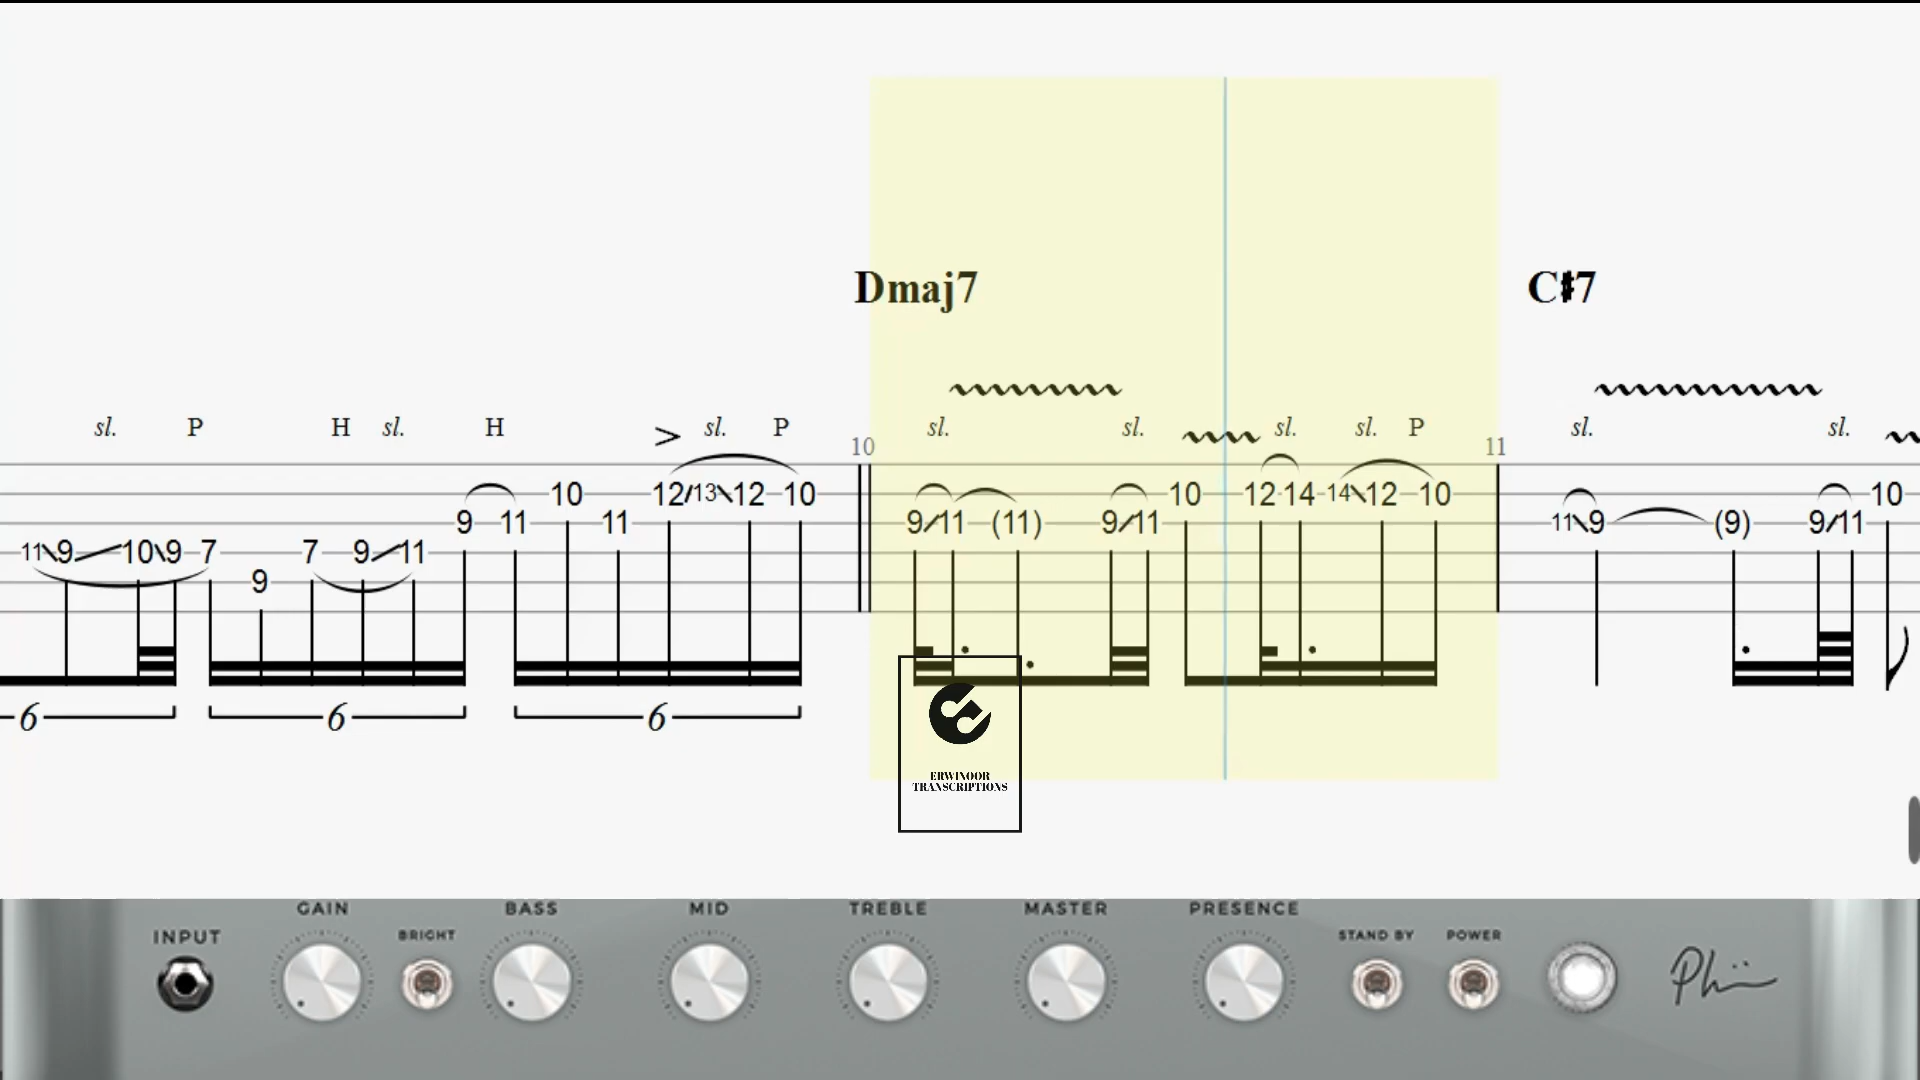 Dmaj7 C#7
sl. P H sl. H > sl. P 10 sl. sl. sl. sl. P 11 sl. sl.
10 12 13 12 10 10 12 14 14 12 10 10
9 11 11 9 11 (11) 9 11 11 9 (9) 9 11
11 9 10 9 7 7 9 11
9
6 6 6
ERWINOOR
TRANSCRIPTIONS
GAIN BASS MID TREBLE MASTER PRESENCE
INPUT BRIGHT STAND BY POWER